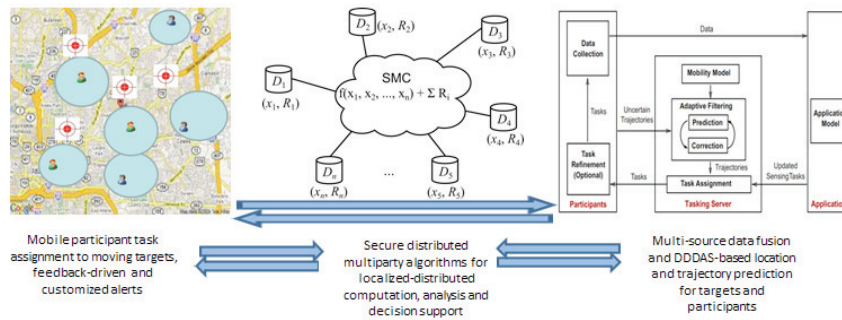 D₂ (x₂, R₂)
D₃
(x₃, R₃)
D₁
(x₁, R₁)
SMC
f(x₁, x₂, ..., xₙ) + Σ Rᵢ
D₄
(x₄, R₄)
Dₙ
(xₙ, Rₙ)
...
D₅
(x₅, R₅)
Data
Data
Collection
Mobility Model
Adaptive Filtering
Prediction
Correction
Application
Model
Tasks
Uncertain
Trajectories
Task
Refinement
(Optional)
Trajectories
Tasks
Task Assignment
Updated
SensingTasks
Participants
Tasking Server
Application
Mobile participant task
assignment to moving targets,
feedback-driven and
customized alerts
Secure distributed
multiparty algorithms for
localized-distributed
computation, analysis and
decision support
Multi-source data fusion
and DDDAS-based location
and trajectory prediction
for targets and
participants